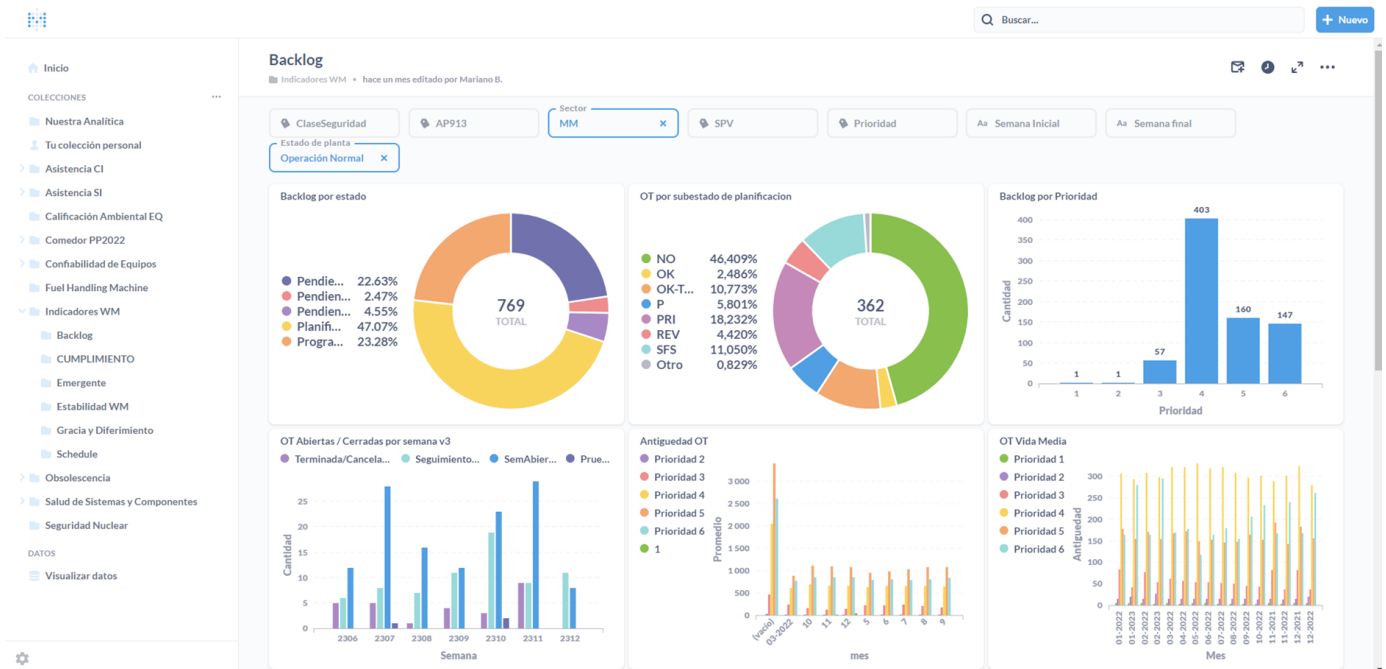 Buscar...
+ Nuevo
Inicio
COLECCIONES
...
Nuestra Analítica
Tu colección personal
Asistencia CI
Asistencia SI
Calificación Ambiental EQ
Comedor PP2022
Confiabilidad de Equipos
Fuel Handling Machine
Indicadores WM
Backlog
CUMPLIMIENTO
Emergente
Estabilidad WM
Gracia y Diferimiento
Schedule
Obsolescencia
Salud de Sistemas y Componentes
Seguridad Nuclear
DATOS
Visualizar datos
Backlog
Indicadores WM • hace un mes editado por Mariano B.
ClaseSeguridad
AP913
Sector
MM
SPV
Prioridad
Aa Semana Inicial
Aa Semana final
Estado de planta
Operación Normal
Backlog por estado
Pendie... 22.63%
Pendien... 2.47%
Pendien... 4.55%
Planifi... 47.07%
Progra... 23.28%
769
TOTAL
OT por subestado de planificacion
NO 46,409%
OK 2,486%
OK-T... 10,773%
P 5,801%
PRI 18,232%
REV 4,420%
SFS 11,050%
Otro 0,829%
362
TOTAL
Backlog por Prioridad
Cantidad
400
350
300
250
200
150
100
50
0
1 1 57 403 160 147
1 2 3 4 5 6
Prioridad
OT Abiertas / Cerradas por semana v3
Terminada/Cancela... Seguimiento... SemAbier... Prue...
Cantidad
25
20
15
10
5
0
2306 2307 2308 2309 2310 2311 2312
Semana
Antiguedad OT
Prioridad 2
Prioridad 3
Prioridad 4
Prioridad 5
Prioridad 6
1
Promedio
3 000
2 500
2 000
1 500
1 000
500
0
(vacío) 03-2022 10 11 12 5 6 7 8 9
mes
OT Vida Media
Prioridad 1
Prioridad 2
Prioridad 3
Prioridad 4
Prioridad 5
Prioridad 6
Antiguedad
300
250
200
150
100
50
0
01-2022 01-2023 02-2022 02-2023 03-2022 04-2022 05-2022 06-2022 07-2022 08-2022 09-2022 10-2022 11-2021 11-2022 12-2021 12-2022
Mes